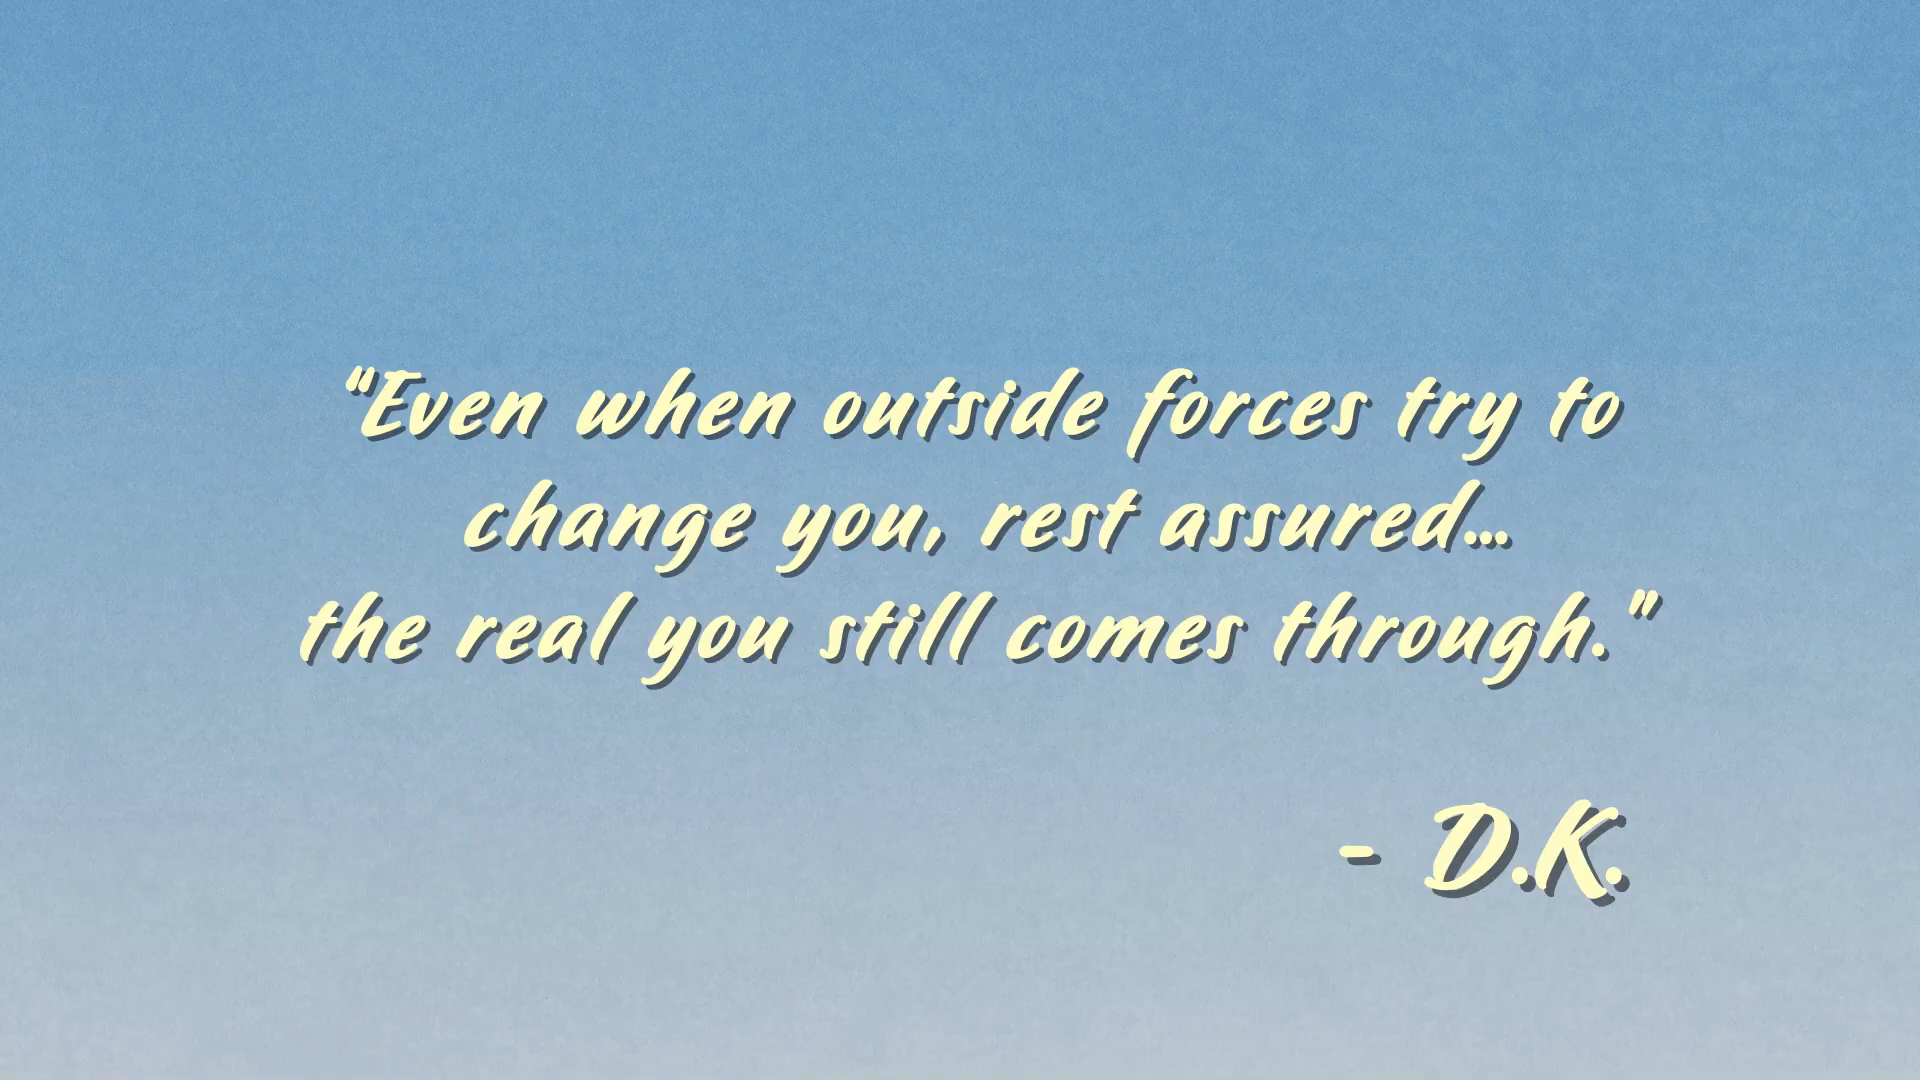 “Even when outside forces try to
change you, rest assured...
the real you still comes through.”
- D.K.